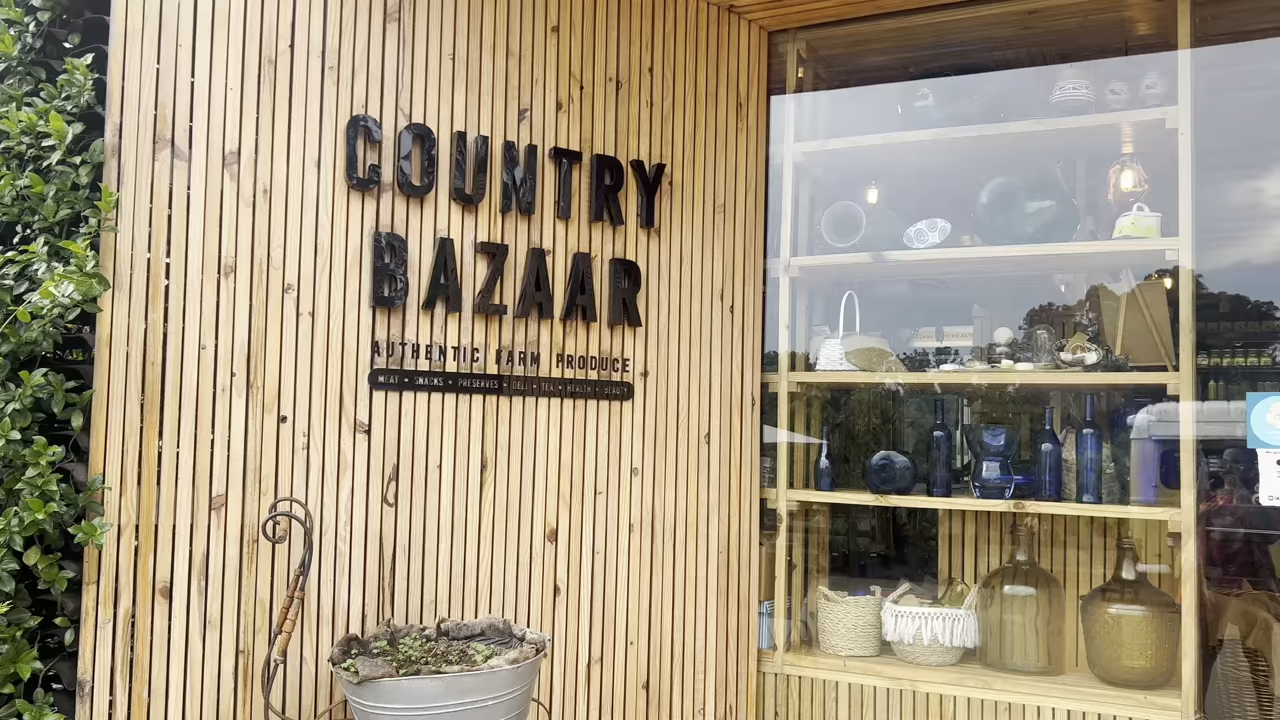 COUNTRY
BAZAAR
AUTHENTIC FARM PRODUCE
MEAT • SNACKS • PRESERVES • DELI • TEA • HEALTH • BEAUTY